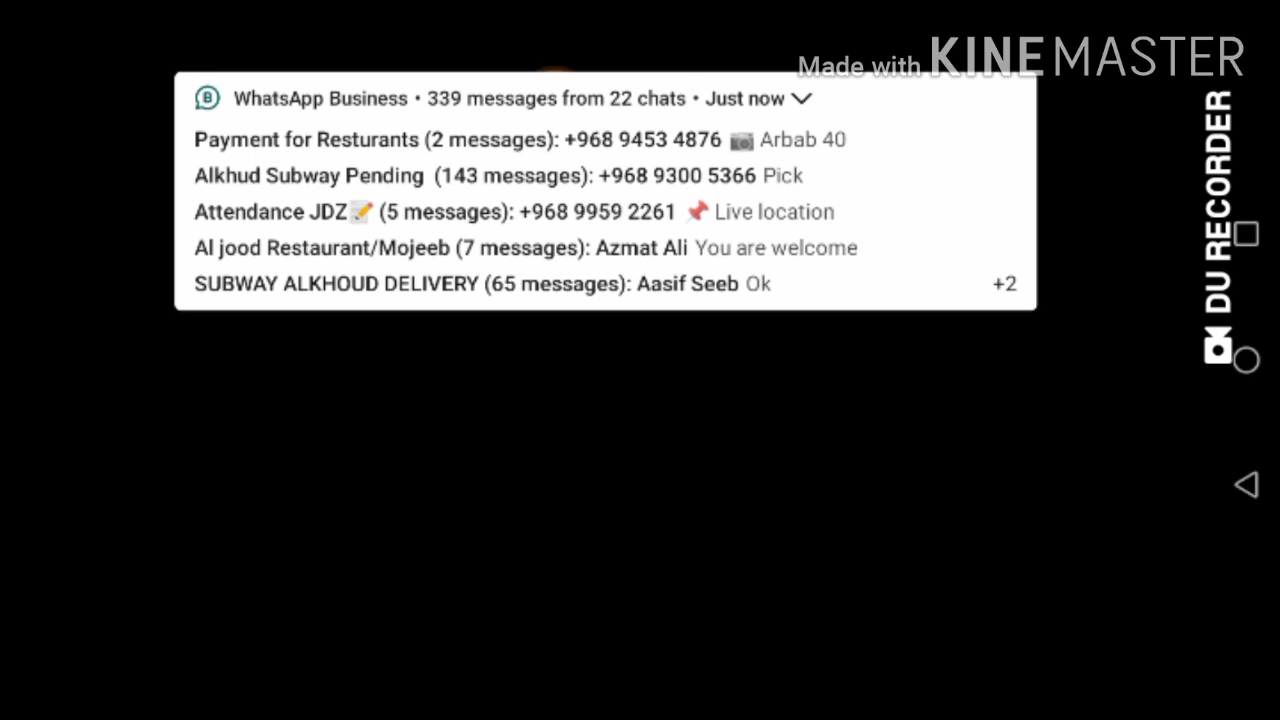 Made with KINEMASTER
B WhatsApp Business • 339 messages from 22 chats • Just now
Payment for Resturants (2 messages): +968 9453 4876 📷 Arbab 40
Alkhud Subway Pending (143 messages): +968 9300 5366 Pick
Attendance JDZ📝 (5 messages): +968 9959 2261 📌 Live location
Al jood Restaurant/Mojeeb (7 messages): Azmat Ali You are welcome
SUBWAY ALKHOUD DELIVERY (65 messages): Aasif Seeb Ok +2
DU RECORDER